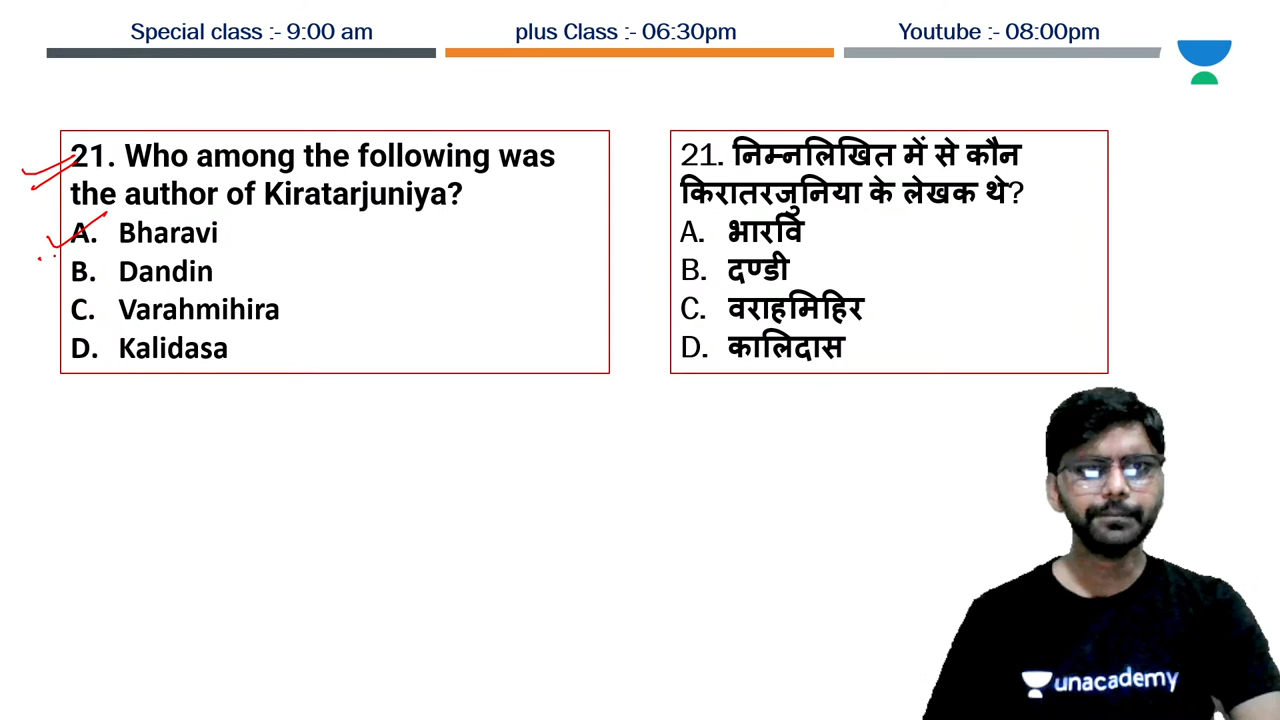 Special class :- 9:00 am
plus Class :- 06:30pm
Youtube :- 08:00pm
21. Who among the following was
the author of Kiratarjuniya?
A. Bharavi
B. Dandin
C. Varahmihira
D. Kalidasa
21. निम्नलिखित में से कौन
किरातरजुनिया के लेखक थे?
A. भारवि
B. दण्डी
C. वराहमिहिर
D. कालिदास
unacademy